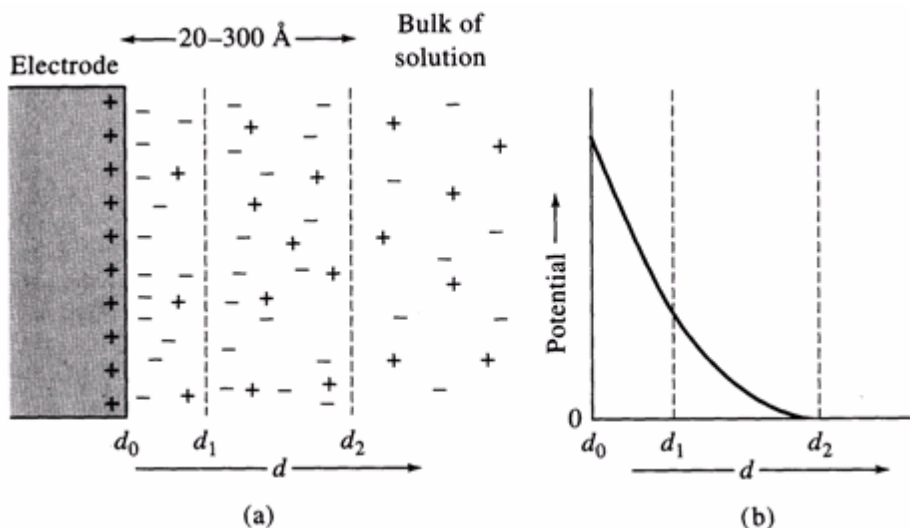 20–300 Å
Bulk of
solution
Electrode
d₀
d₁
d₂
d
(a)
Potential
0
d₀
d₁
d₂
d
(b)